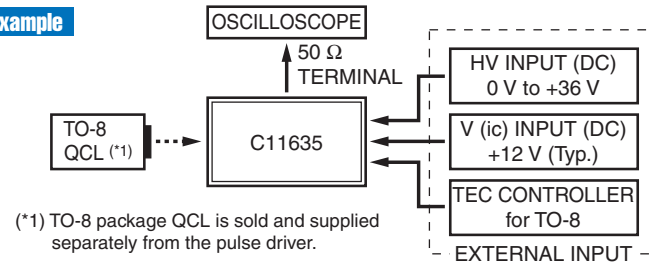 xample
OSCILLOSCOPE
50 Ω
TERMINAL
HV INPUT (DC)
0 V to +36 V
TO-8
QCL (*1)
C11635
V (ic) INPUT (DC)
+12 V (Typ.)
TEC CONTROLLER
for TO-8
(*1) TO-8 package QCL is sold and supplied
separately from the pulse driver.
EXTERNAL INPUT